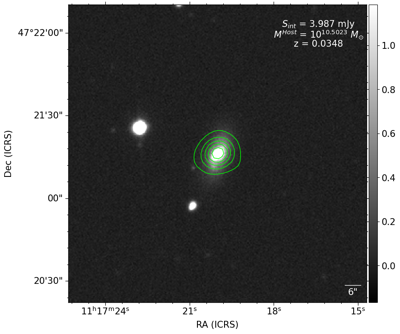 S_int = 3.987 mJy
M^Host = 10^10.5023 M_⊙
z = 0.0348
47°22'00"
21'30"
00"
20'30"
Dec (ICRS)
1.0
0.8
0.6
0.4
0.2
0.0
6"
11ʰ17ᵐ24ˢ
21ˢ
18ˢ
15ˢ
RA (ICRS)